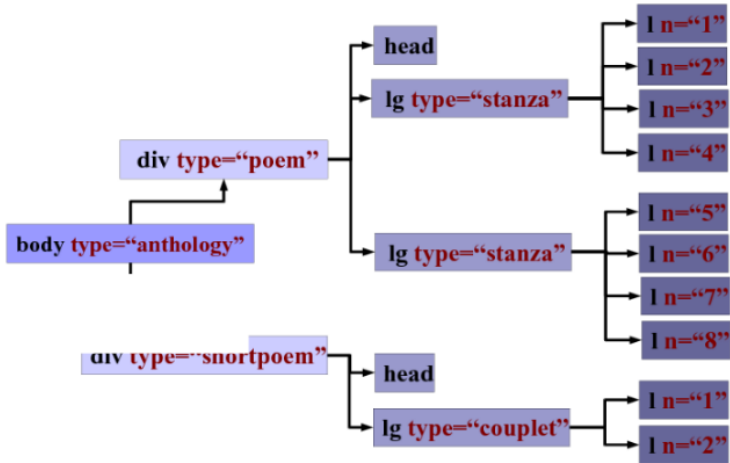 head
l n=“1”
l n=“2”
lg type=“stanza”
l n=“3”
l n=“4”
div type=“poem”
l n=“5”
body type=“anthology”
lg type=“stanza”
l n=“6”
l n=“7”
l n=“8”
div type=“shortpoem”
head
l n=“1”
lg type=“couplet”
l n=“2”